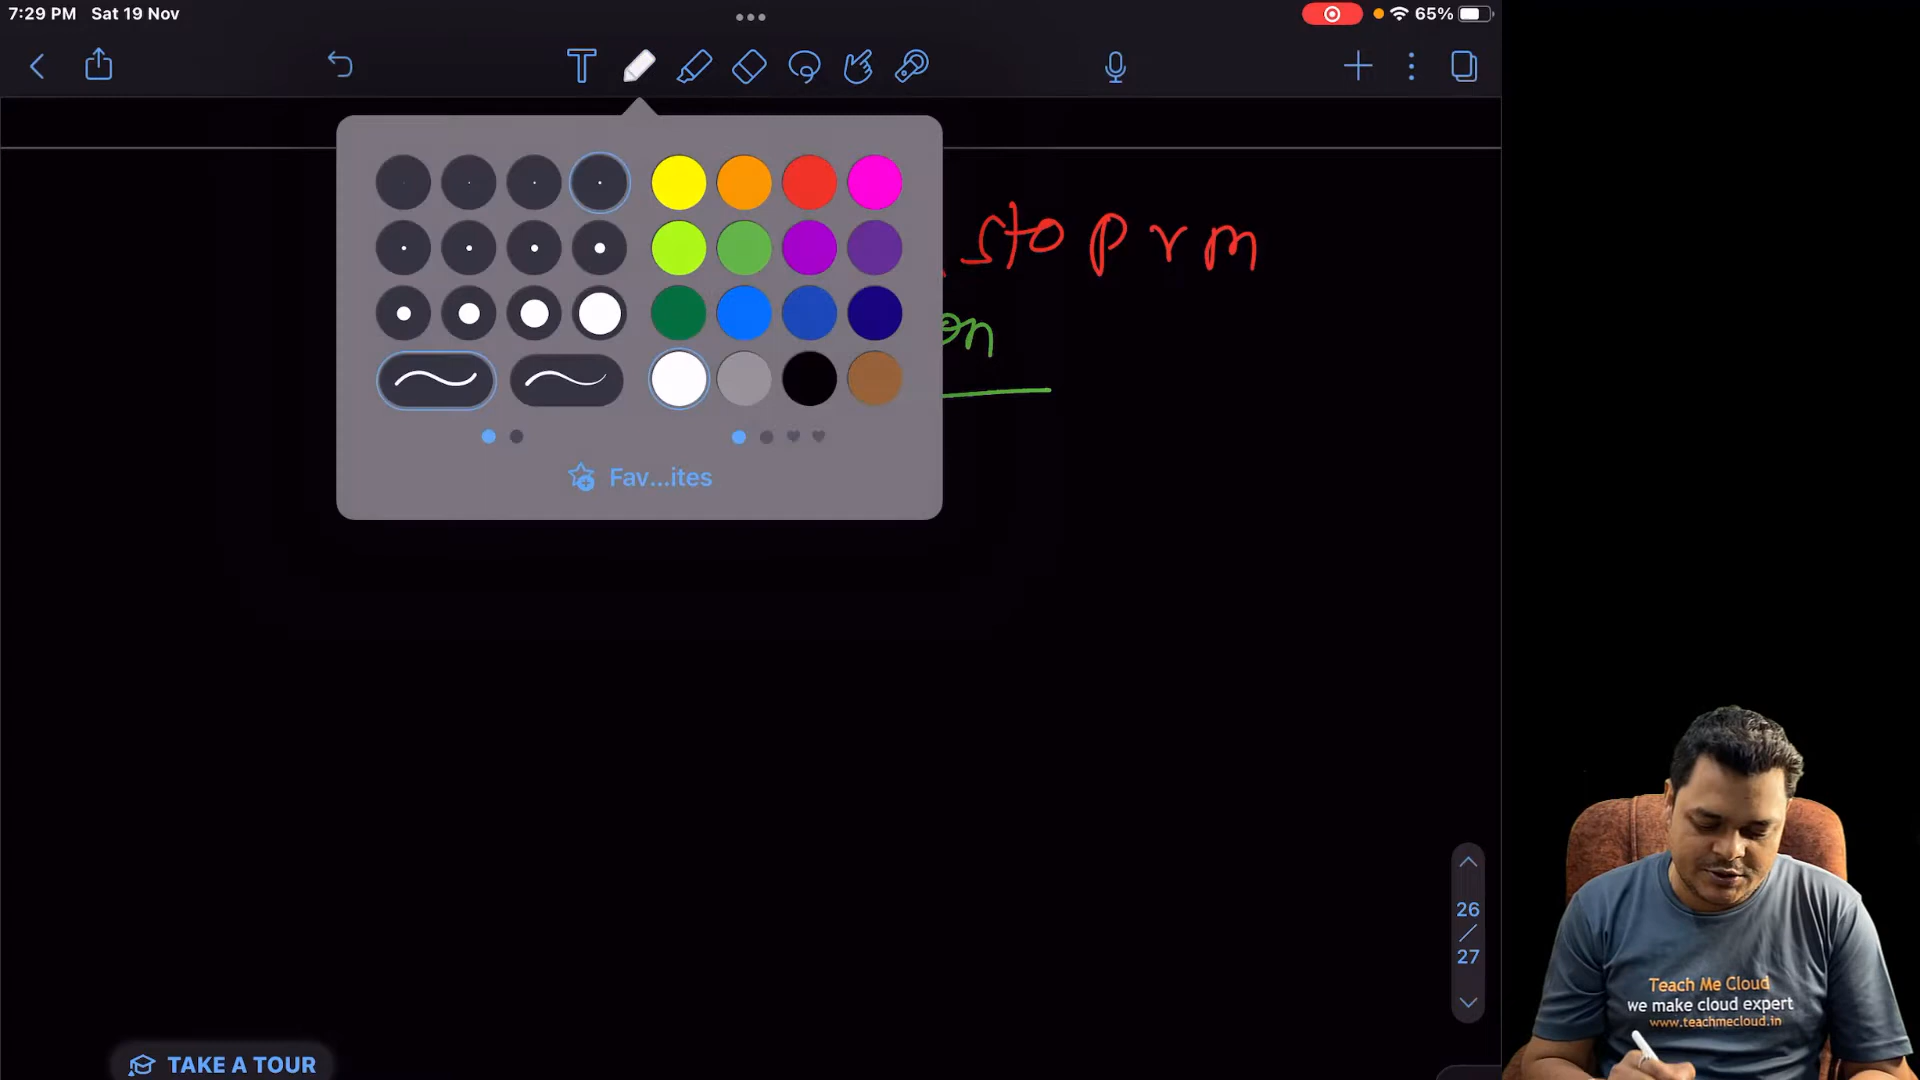 7:29 PM Sat 19 Nov
65%
sto p r m
on
Fav...ites
26
/
27
Teach Me Cloud
we make cloud expert
www.teachmecloud.in
TAKE A TOUR